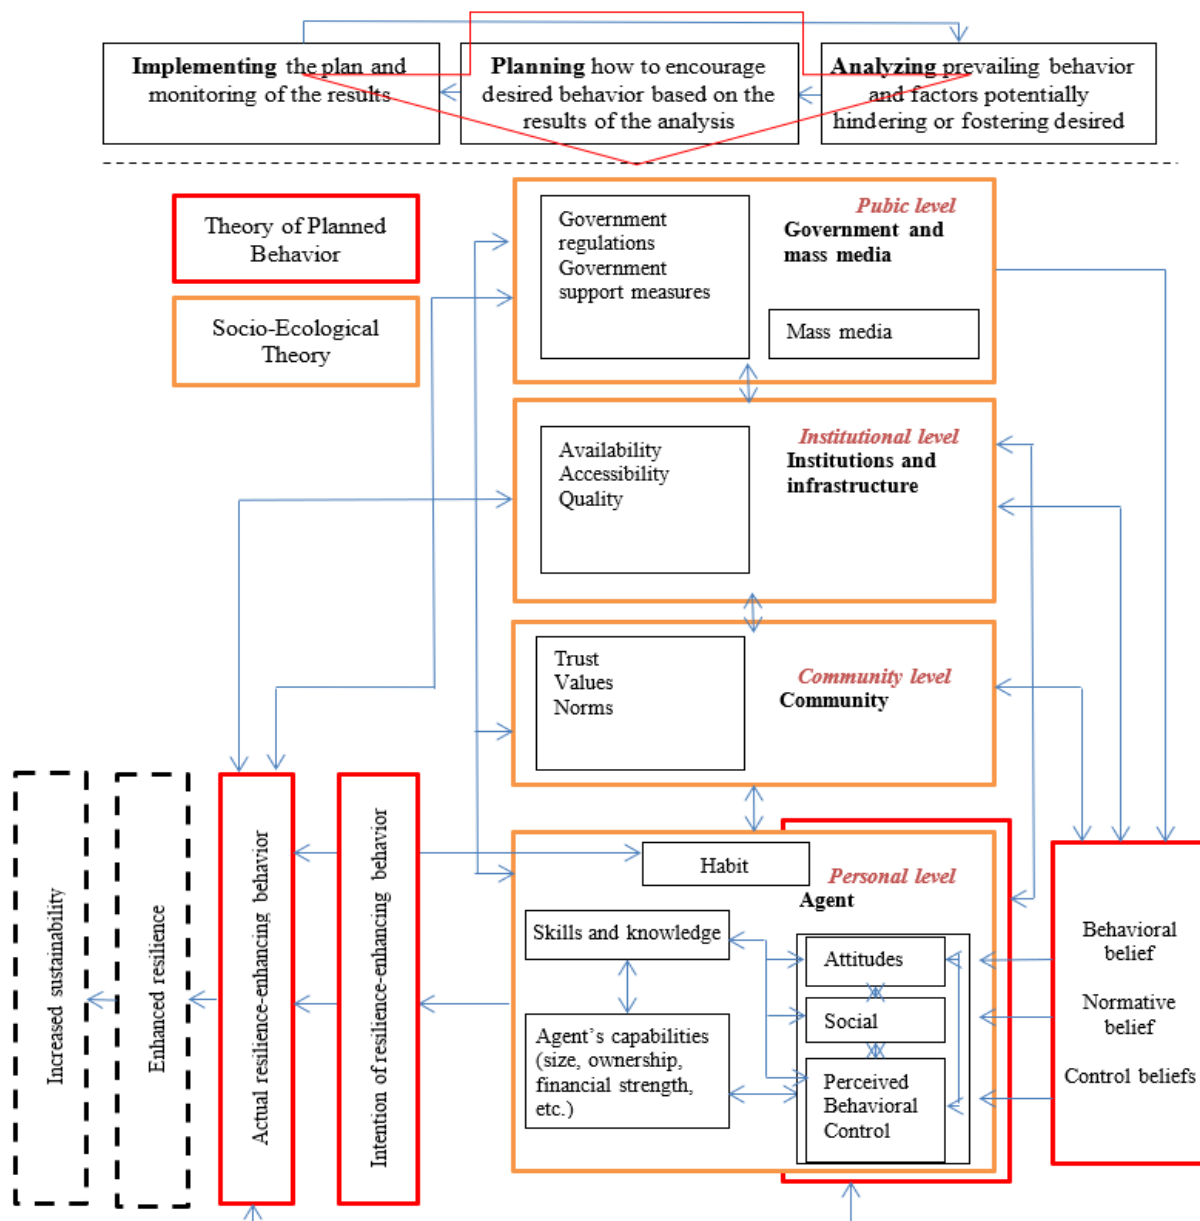 Implementing the plan and
monitoring of the results
Planning how to encourage
desired behavior based on the
results of the analysis
Analyzing prevailing behavior
and factors potentially
hindering or fostering desired
Theory of Planned
Behavior
Socio-Ecological
Theory
Government
regulations
Government
support measures
Pubic level
Government and
mass media
Mass media
Availability
Accessibility
Quality
Institutional level
Institutions and
infrastructure
Trust
Values
Norms
Community level
Community
Increased sustainability
Enhanced resilience
Actual resilience-enhancing behavior
Intention of resilience-enhancing behavior
Habit
Personal level
Agent
Skills and knowledge
Agent's capabilities
(size, ownership,
financial strength,
etc.)
Attitudes
Social
Perceived
Behavioral
Control
Behavioral
belief
Normative
belief
Control beliefs